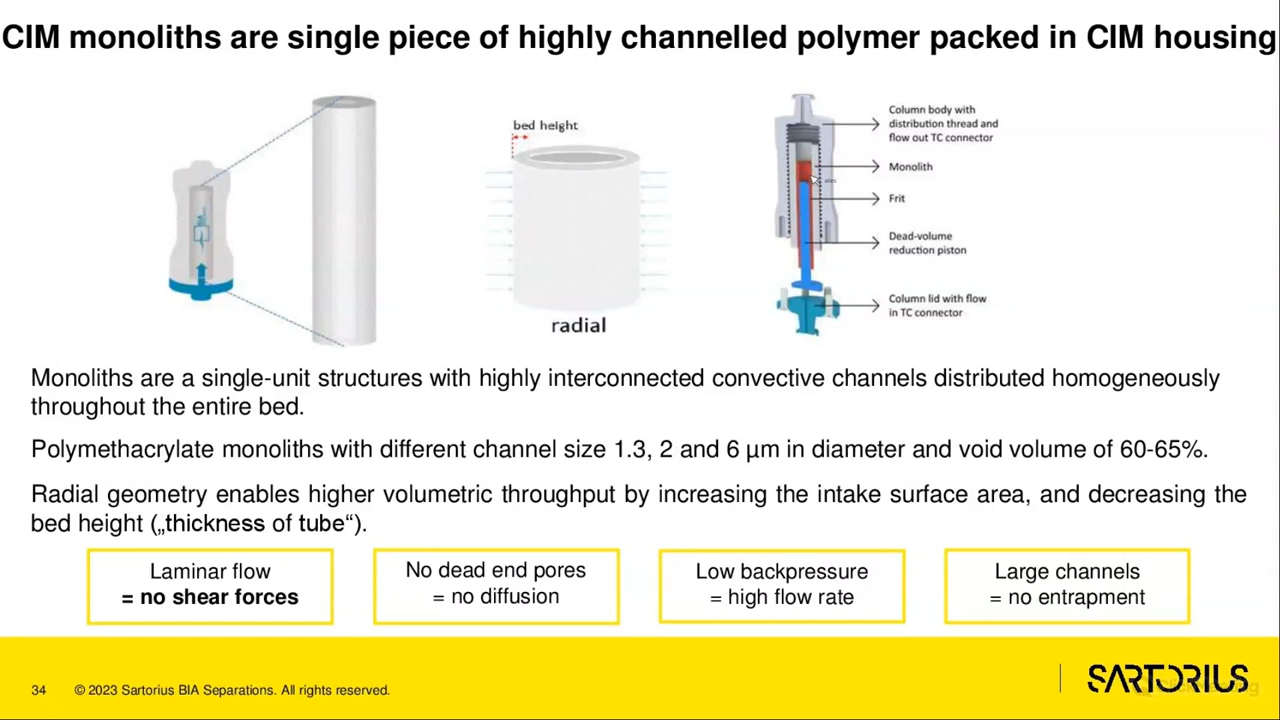 CIM monoliths are single piece of highly channelled polymer packed in CIM housing
bed height
radial
Column body with
distribution thread and
flow out TC connector
Monolith
Frit
Dead-volume
reduction piston
Column lid with flow
in TC connector
Monoliths are a single-unit structures with highly interconnected convective channels distributed homogeneously
throughout the entire bed.
Polymethacrylate monoliths with different channel size 1.3, 2 and 6 µm in diameter and void volume of 60-65%.
Radial geometry enables higher volumetric throughput by increasing the intake surface area, and decreasing the
bed height („thickness of tube“).
Laminar flow
= no shear forces
No dead end pores
= no diffusion
Low backpressure
= high flow rate
Large channels
= no entrapment
34
© 2023 Sartorius BIA Separations. All rights reserved.
SARTORIUS